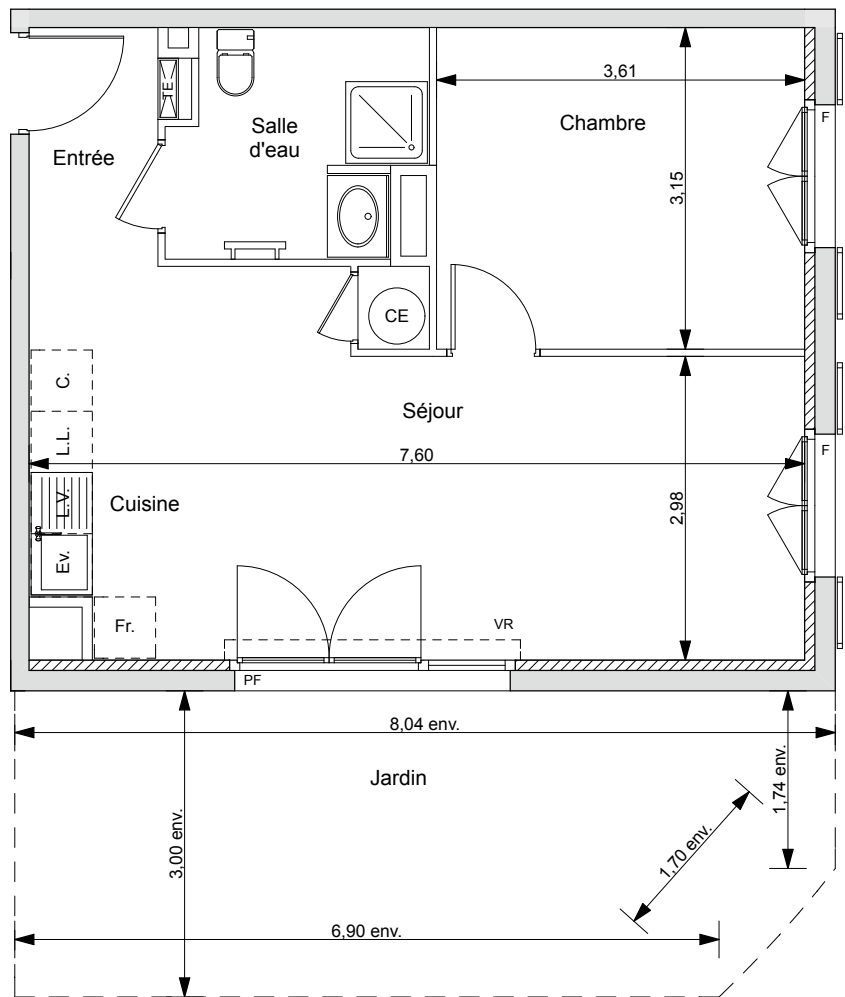 3,61
TE
F
Salle
d'eau
Chambre
Entrée
3,15
CE
C.
Séjour
L.L.
F
7,60
L.V.
Cuisine
2,98
Ev.
Fr.
VR
PF
8,04 env.
Jardin
1,74 env.
3,00 env.
1,70 env.
6,90 env.